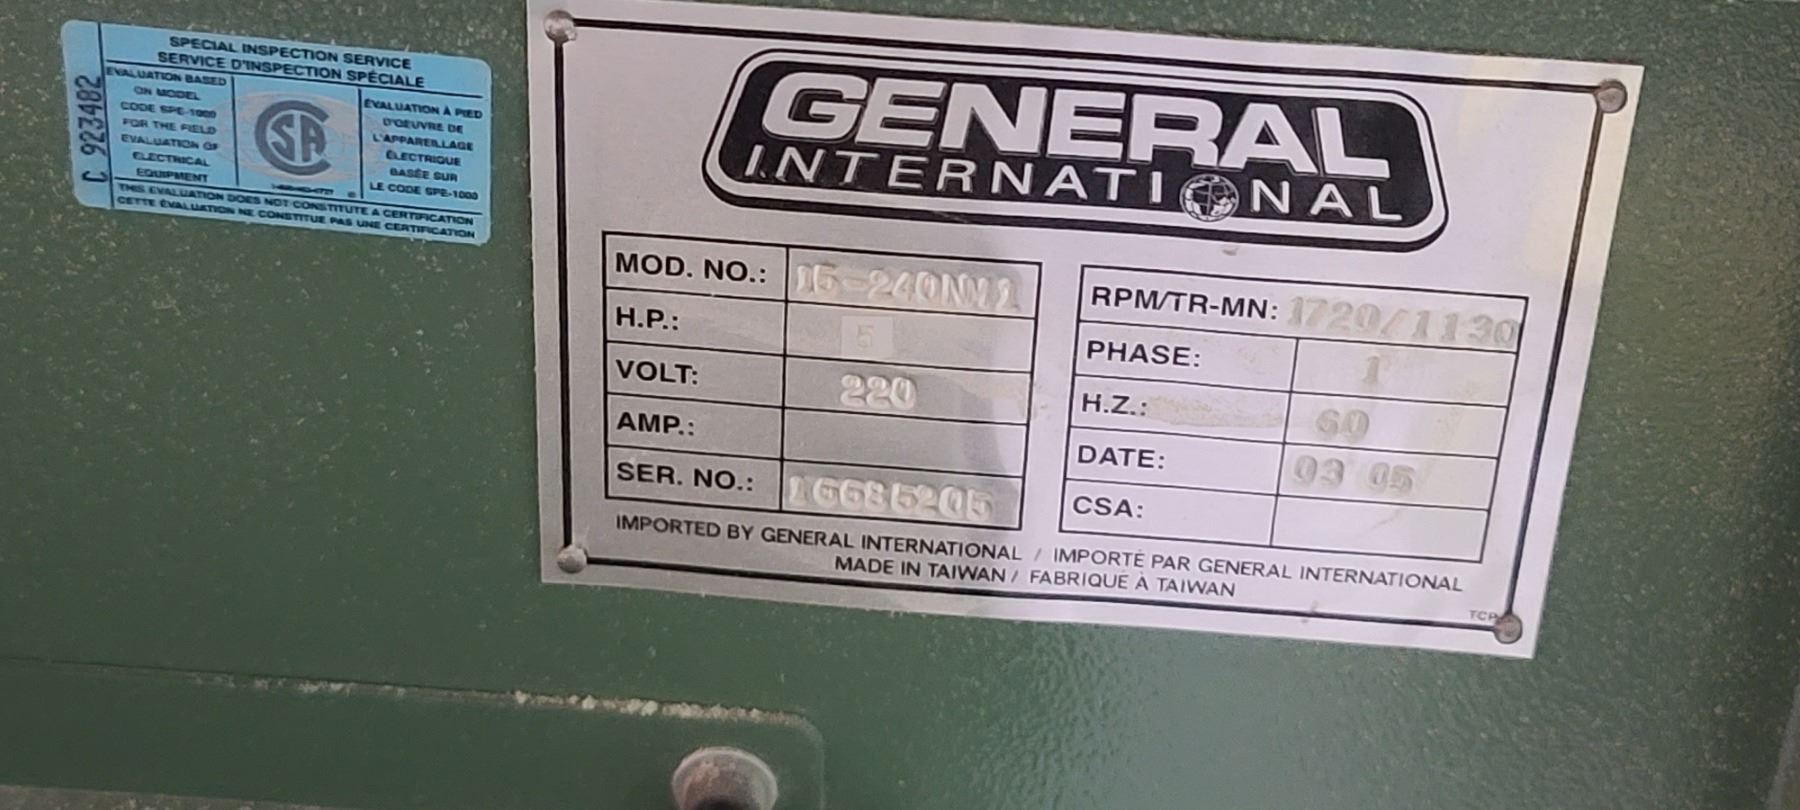 C 923482
SPECIAL INSPECTION SERVICE
SERVICE D'INSPECTION SPÉCIALE
EVALUATION BASED
ON MODEL
CODE SPE-1000
FOR THE FIELD
EVALUATION OF
ELECTRICAL
EQUIPMENT
CSA
ÉVALUATION À PIED
D'OEUVRE DE
L'APPAREILLAGE
ÉLECTRIQUE
BASÉE SUR
LE CODE SPE-1000
THIS EVALUATION DOES NOT CONSTITUTE A CERTIFICATION
CETTE ÉVALUATION NE CONSTITUE PAS UNE CERTIFICATION
GENERAL
INTERNATIONAL
MOD. NO.:
H.P.: 5
VOLT: 220
AMP.:
SER. NO.:
RPM/TR-MN: 1720/1130
PHASE: 1
H.Z.: 60
DATE: 03 05
CSA:
IMPORTED BY GENERAL INTERNATIONAL / IMPORTÉ PAR GENERAL INTERNATIONAL
MADE IN TAIWAN / FABRIQUÉ À TAIWAN